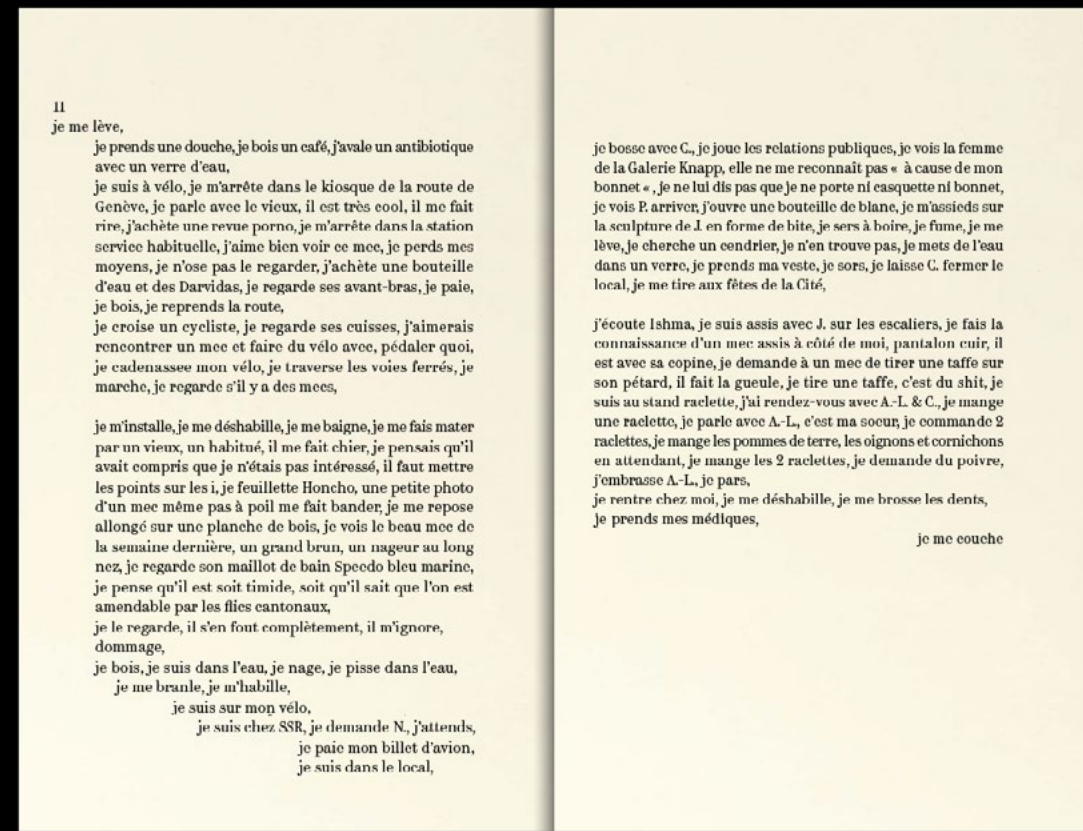 11
je me lève,
je prends une douche, je bois un café, j'avale un antibiotique
avec un verre d'eau,
je suis à vélo, je m'arrête dans le kiosque de la route de
Genève, je parle avec le vieux, il est très cool, il me fait
rire, j'achète une revue porno, je m'arrête dans la station
service habituelle, j'aime bien voir ce mec, je perds mes
moyens, je n'ose pas le regarder, j'achète une bouteille
d'eau et des Darvidas, je regarde ses avant-bras, je paie,
je bois, je reprends la route,
je croise un cycliste, je regarde ses cuisses, j'aimerais
rencontrer un mec et faire du vélo avec, pédaler quoi,
je cadenassee mon vélo, je traverse les voies ferrés, je
marche, je regarde s'il y a des mecs,
je m'installe, je me déshabille, je me baigne, je me fais mater
par un vieux, un habitué, il me fait chier, je pensais qu'il
avait compris que je n'étais pas intéressé, il faut mettre
les points sur les i, je feuillette Honcho, une petite photo
d'un mec même pas à poil me fait bander, je me repose
allongé sur une planche de bois, je vois le beau mec de
la semaine dernière, un grand brun, un nageur au long
nez, je regarde son maillot de bain Speedo bleu marine,
je pense qu'il est soit timide, soit qu'il sait que l'on est
amendable par les flics cantonaux,
je le regarde, il s'en fout complètement, il m'ignore,
dommage,
je bois, je suis dans l'eau, je nage, je pisse dans l'eau,
je me branle, je m'habille,
je suis sur mon vélo,
je suis chez SSR, je demande N., j'attends,
je paie mon billet d'avion,
je suis dans le local,
je bosse avec C., je joue les relations publiques, je vois la femme
de la Galerie Knapp, elle ne me reconnaît pas « à cause de mon
bonnet « , je ne lui dis pas que je ne porte ni casquette ni bonnet,
je vois P. arriver, j'ouvre une bouteille de blanc, je m'assieds sur
la sculpture de J. en forme de bite, je sers à boire, je fume, je me
lève, je cherche un cendrier, je n'en trouve pas, je mets de l'eau
dans un verre, je prends ma veste, je sors, je laisse C. fermer le
local, je me tire aux fêtes de la Cité,
j'écoute Ishma, je suis assis avec J. sur les escaliers, je fais la
connaissance d'un mec assis à côté de moi, pantalon cuir, il
est avec sa copine, je demande à un mec de tirer une taffe sur
son pétard, il fait la gueule, je tire une taffe, c'est du shit, je
suis au stand raclette, j'ai rendez-vous avec A.-L. & C., je mange
une raclette, je parle avec A.-L., c'est ma soeur, je commande 2
raclettes, je mange les pommes de terre, les oignons et cornichons
en attendant, je mange les 2 raclettes, je demande du poivre,
j'embrasse A.-L., je pars,
je rentre chez moi, je me déshabille, je me brosse les dents,
je prends mes médiques,
je me couche